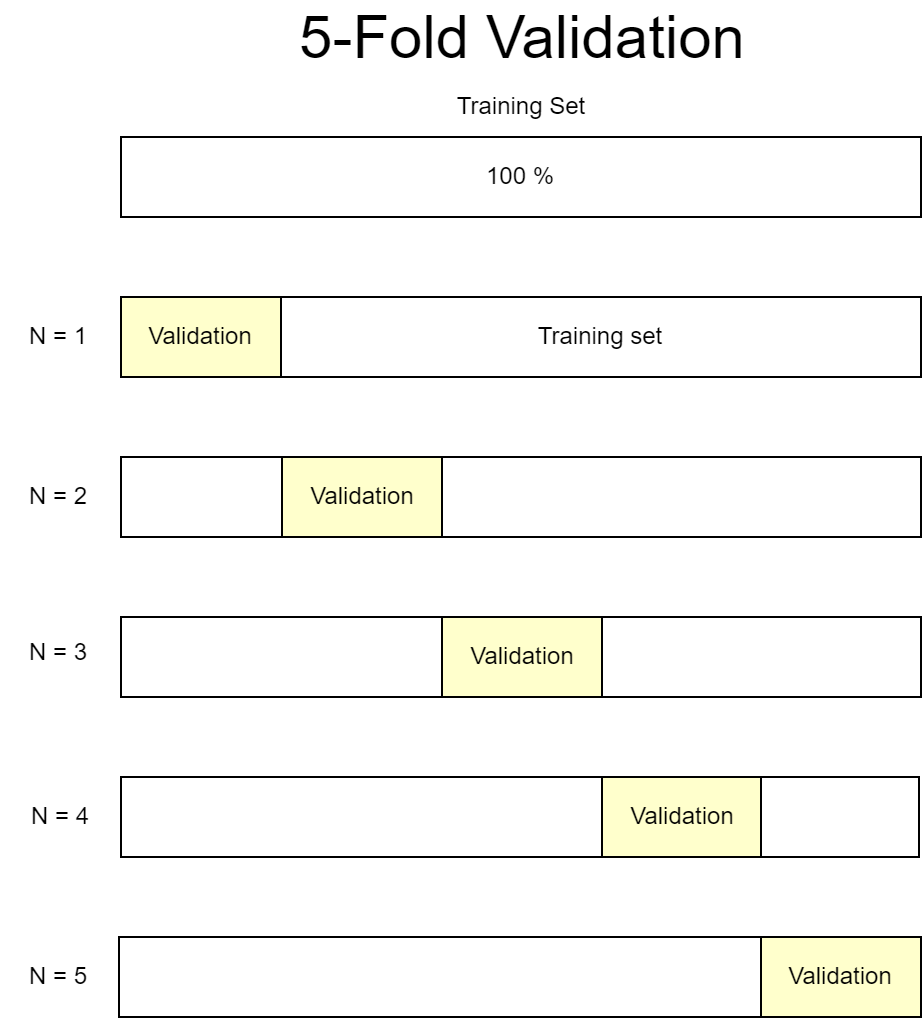 5-Fold Validation
Training Set
100 %
N = 1 Validation Training set
N = 2 Validation
N = 3 Validation
N = 4 Validation
N = 5 Validation